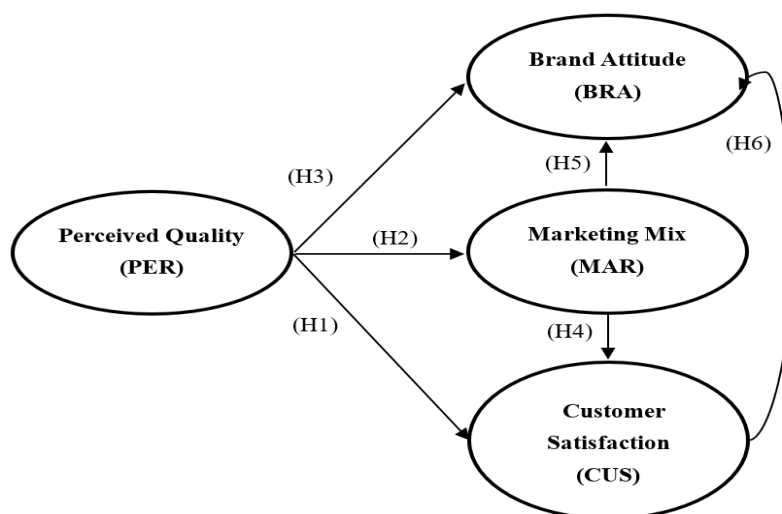 Brand Attitude
(BRA)
(H6)
(H5)
(H3)
Perceived Quality
(PER)
(H2)
Marketing Mix
(MAR)
(H1)
(H4)
Customer
Satisfaction
(CUS)